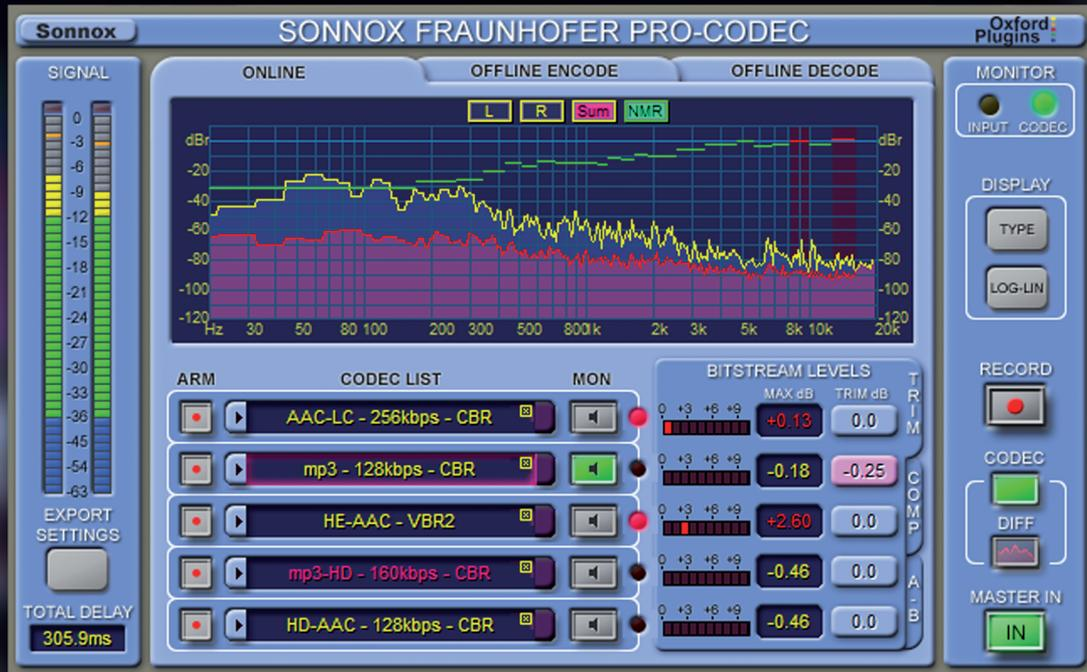 Sonnox
SONNOX FRAUNHOFER PRO-CODEC
Oxford
Plugins
SIGNAL
0
-3
-6
-9
-12
-15
-18
-21
-24
-27
-30
-33
-36
-45
-54
-63
EXPORT
SETTINGS
TOTAL DELAY
305.9ms
ONLINE OFFLINE ENCODE OFFLINE DECODE
L R Sum NMR
dBr dBr
-20 -20
-40 -40
-60 -60
-80 -80
-100 -100
-120 -120
Hz 30 50 80 100 200 300 500 800 1k 2k 3k 5k 8k 10k 20k
ARM CODEC LIST MON
AAC-LC - 256kbps - CBR
mp3 - 128kbps - CBR
HE-AAC - VBR2
mp3-HD - 160kbps - CBR
HD-AAC - 128kbps - CBR
BITSTREAM LEVELS
MAX dB TRIM dB
0 +3 +6 +9 +0.13 0.0
0 +3 +6 +9 -0.18 -0.25
0 +3 +6 +9 +2.60 0.0
0 +3 +6 +9 -0.46 0.0
0 +3 +6 +9 -0.46 0.0
TRIM
COMP
A-B
MONITOR
INPUT CODEC
DISPLAY
TYPE
LOG-LIN
RECORD
CODEC
DIFF
MASTER IN
IN